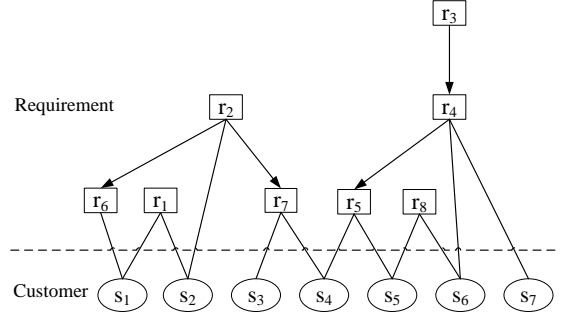 r₃
Requirement r₂ r₄
r₆ r₁ r₇ r₅ r₈
Customer s₁ s₂ s₃ s₄ s₅ s₆ s₇